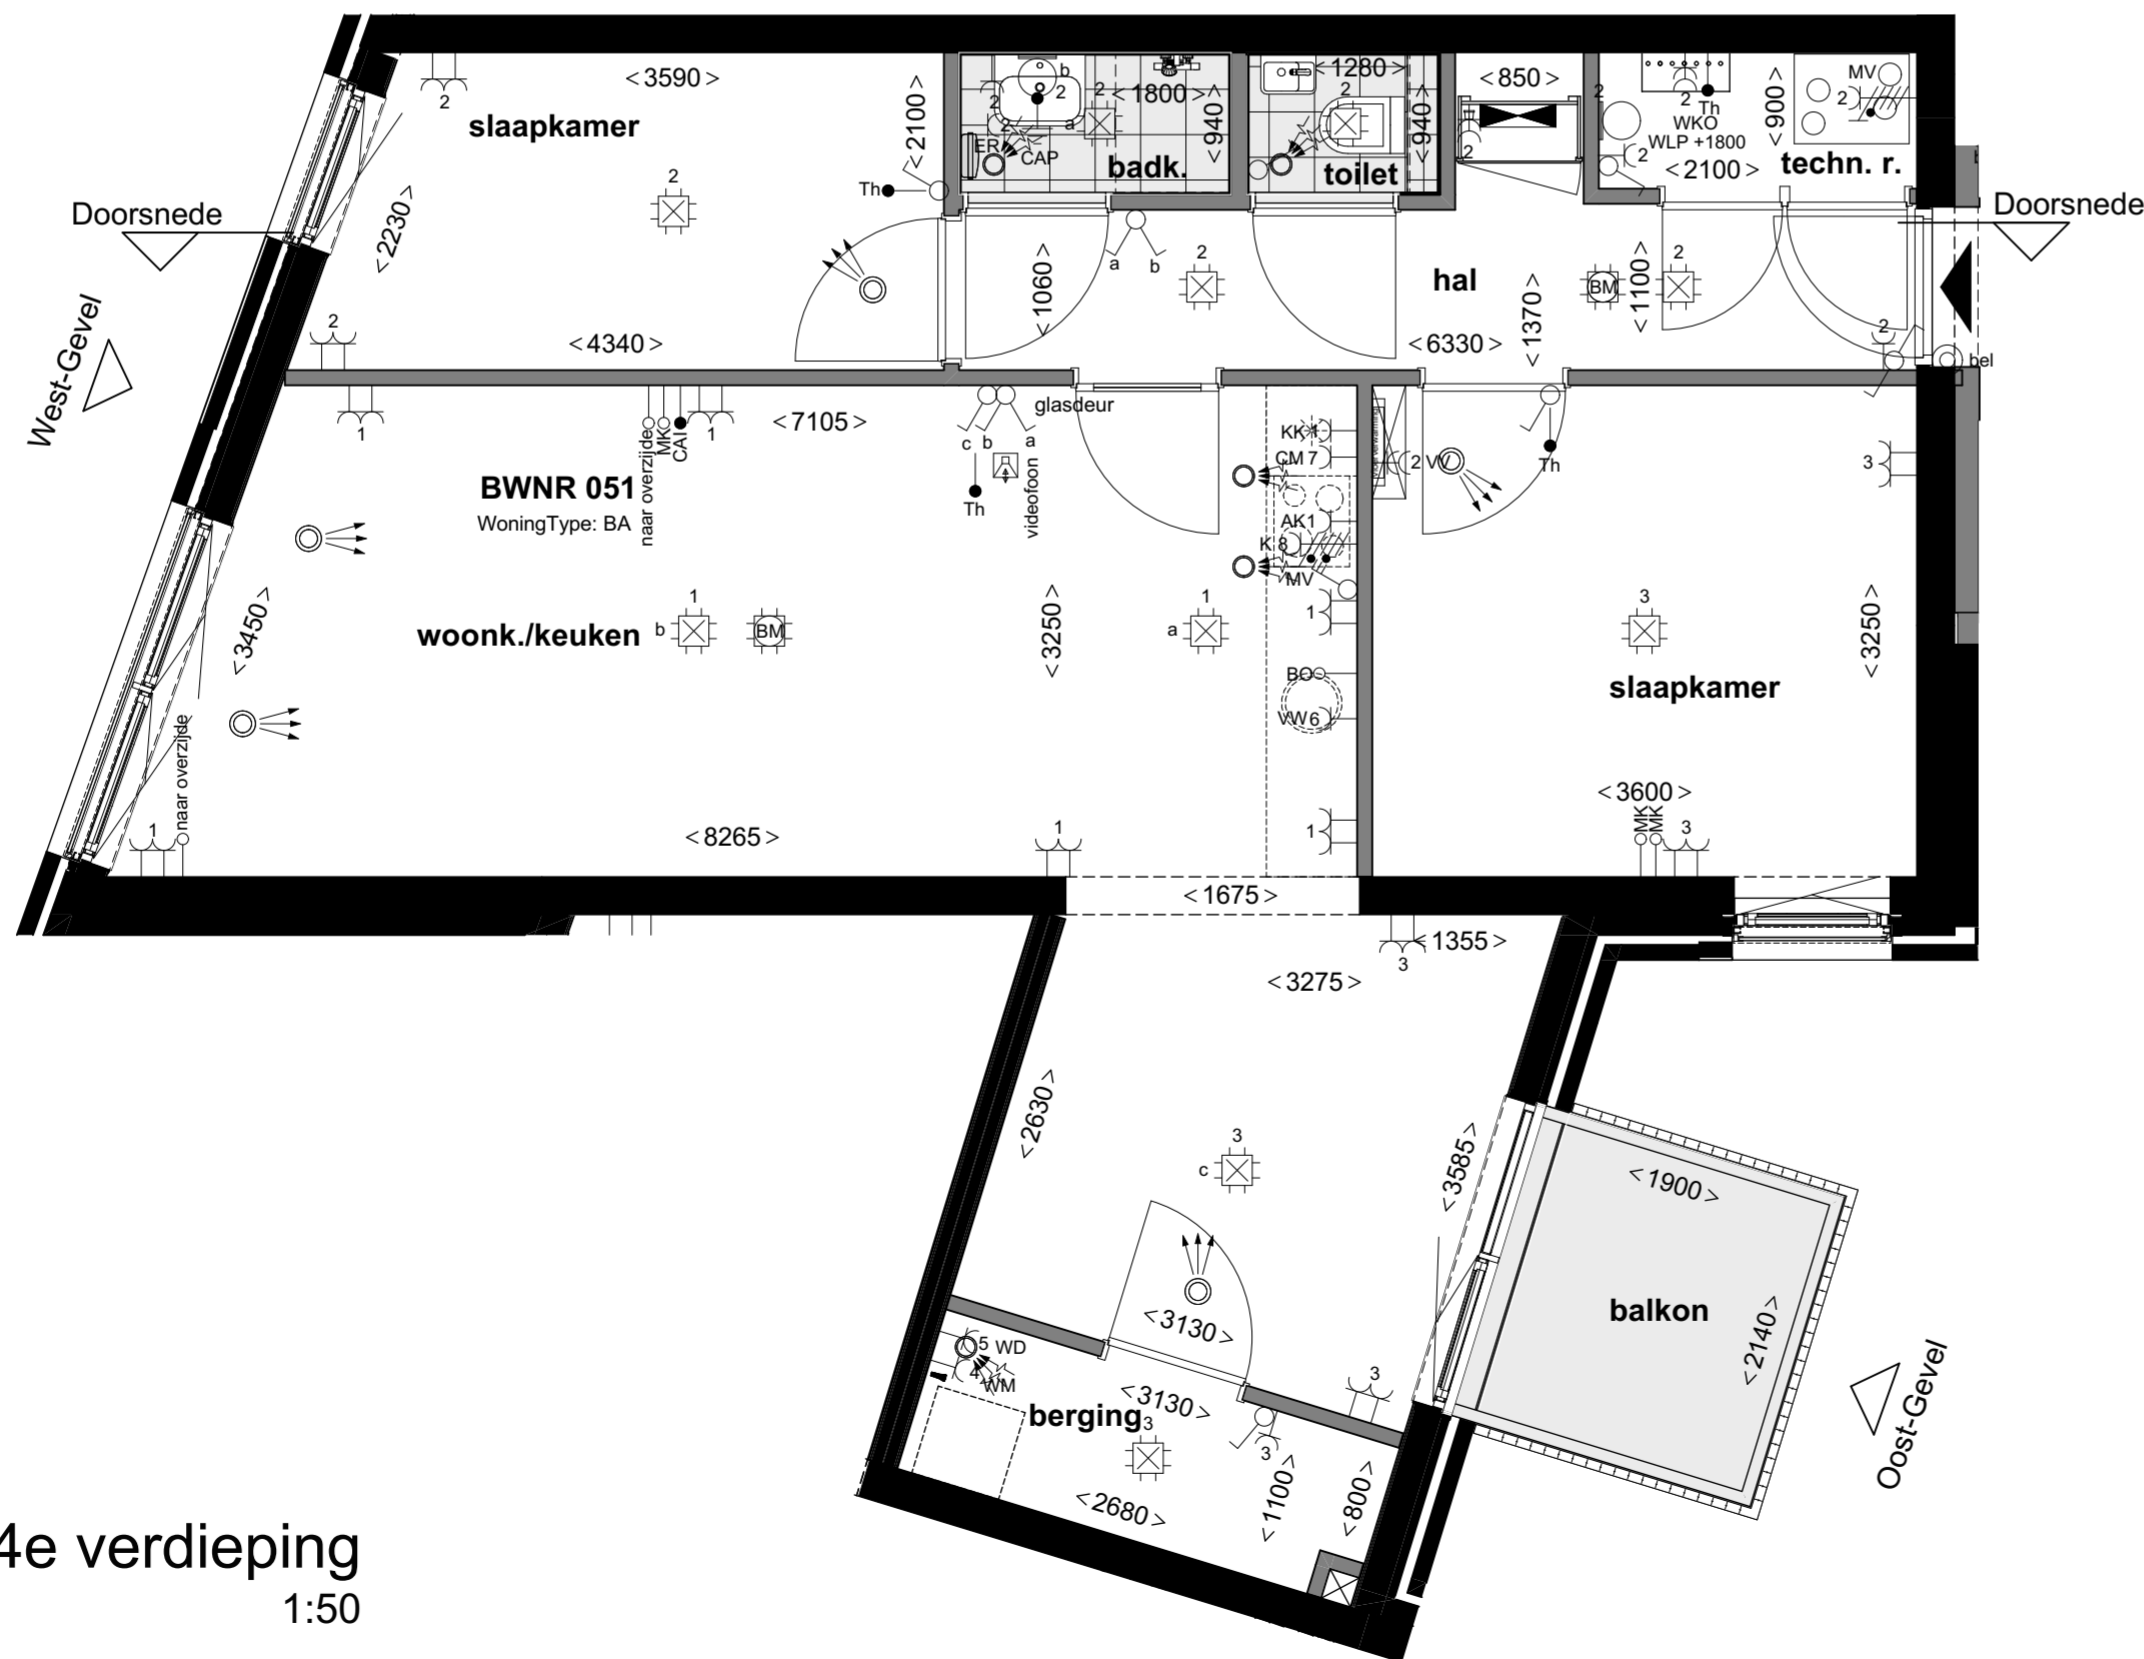 <3590>
2
slaapkamer
<2100>
Th
2
<2230>
2
<4340>
b
2
2
2
2
a
<1800>
<940>
ER
CAP
badk.
<1280>
2
<940>
toilet
<850>
2
2
2
Th
WKO
WLP +1800
<2100>
2
<900>
MV
2
techn. r.
Doorsnede
Doorsnede
West-Gevel
<1060>
a
b
2
hal
<6330>
<1370>
BM
<1100>
2
2
bel
1
naar overzijde
MK
CAI
1
<7105>
c
b
a
glasdeur
Th
videofoon
BWNR 051
WoningType: BA
KK 1
CM 7
AK1
K 8
MV
1
2 VV
Th
3
<3450>
woonk./keuken
b
1
BM
<3250>
a
1
BO
VW6
1
3
slaapkamer
<3250>
<3600>
MK
MK
3
1
naar overzijde
<8265>
1
<1675>
3
<1355>
<3275>
<2630>
3
c
<3585>
<1900>
balkon
<2140>
Oost-Gevel
<3130>
5
WD
4
WM
<3130>
berging
3
3
3
<2680>
<1100>
<800>
4e verdieping
1:50